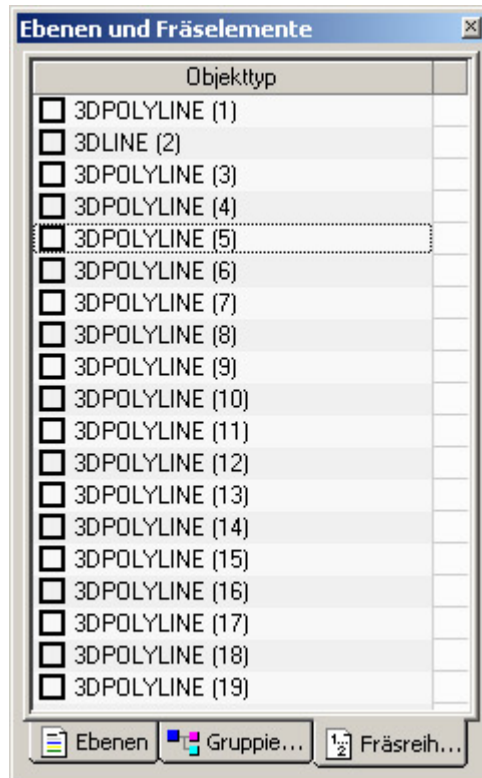 Ebenen und Fräselemente
Objekttyp
3DPOLYLINE (1)
3DLINE (2)
3DPOLYLINE (3)
3DPOLYLINE (4)
3DPOLYLINE (5)
3DPOLYLINE (6)
3DPOLYLINE (7)
3DPOLYLINE (8)
3DPOLYLINE (9)
3DPOLYLINE (10)
3DPOLYLINE (11)
3DPOLYLINE (12)
3DPOLYLINE (13)
3DPOLYLINE (14)
3DPOLYLINE (15)
3DPOLYLINE (16)
3DPOLYLINE (17)
3DPOLYLINE (18)
3DPOLYLINE (19)
Ebenen Gruppie... Fräsreih...